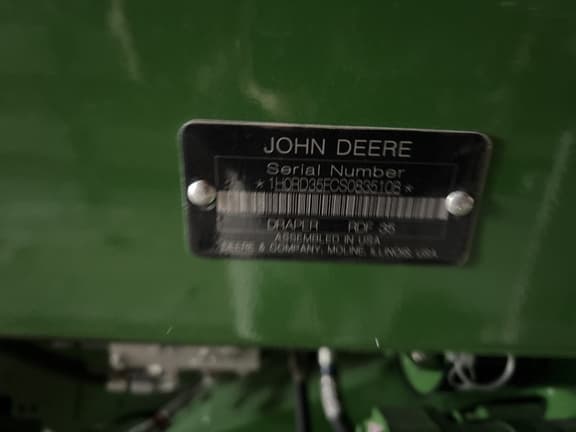 JOHN DEERE
Serial Number
*1H0RD35FCS0835108*
DRAPER RDF 35
ASSEMBLED IN USA
DEERE & COMPANY, MOLINE, ILLINOIS, USA